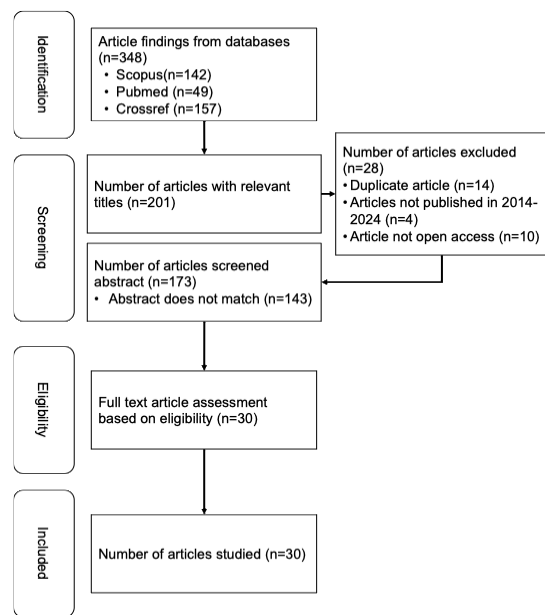 Identification
Article findings from databases
(n=348)
• Scopus(n=142)
• Pubmed (n=49)
• Crossref (n=157)
Screening
Number of articles with relevant
titles (n=201)
Number of articles excluded
(n=28)
• Duplicate article (n=14)
• Articles not published in 2014-
2024 (n=4)
• Article not open access (n=10)
Number of articles screened
abstract (n=173)
• Abstract does not match (n=143)
Eligibility
Full text article assessment
based on eligibility (n=30)
Included
Number of articles studied (n=30)